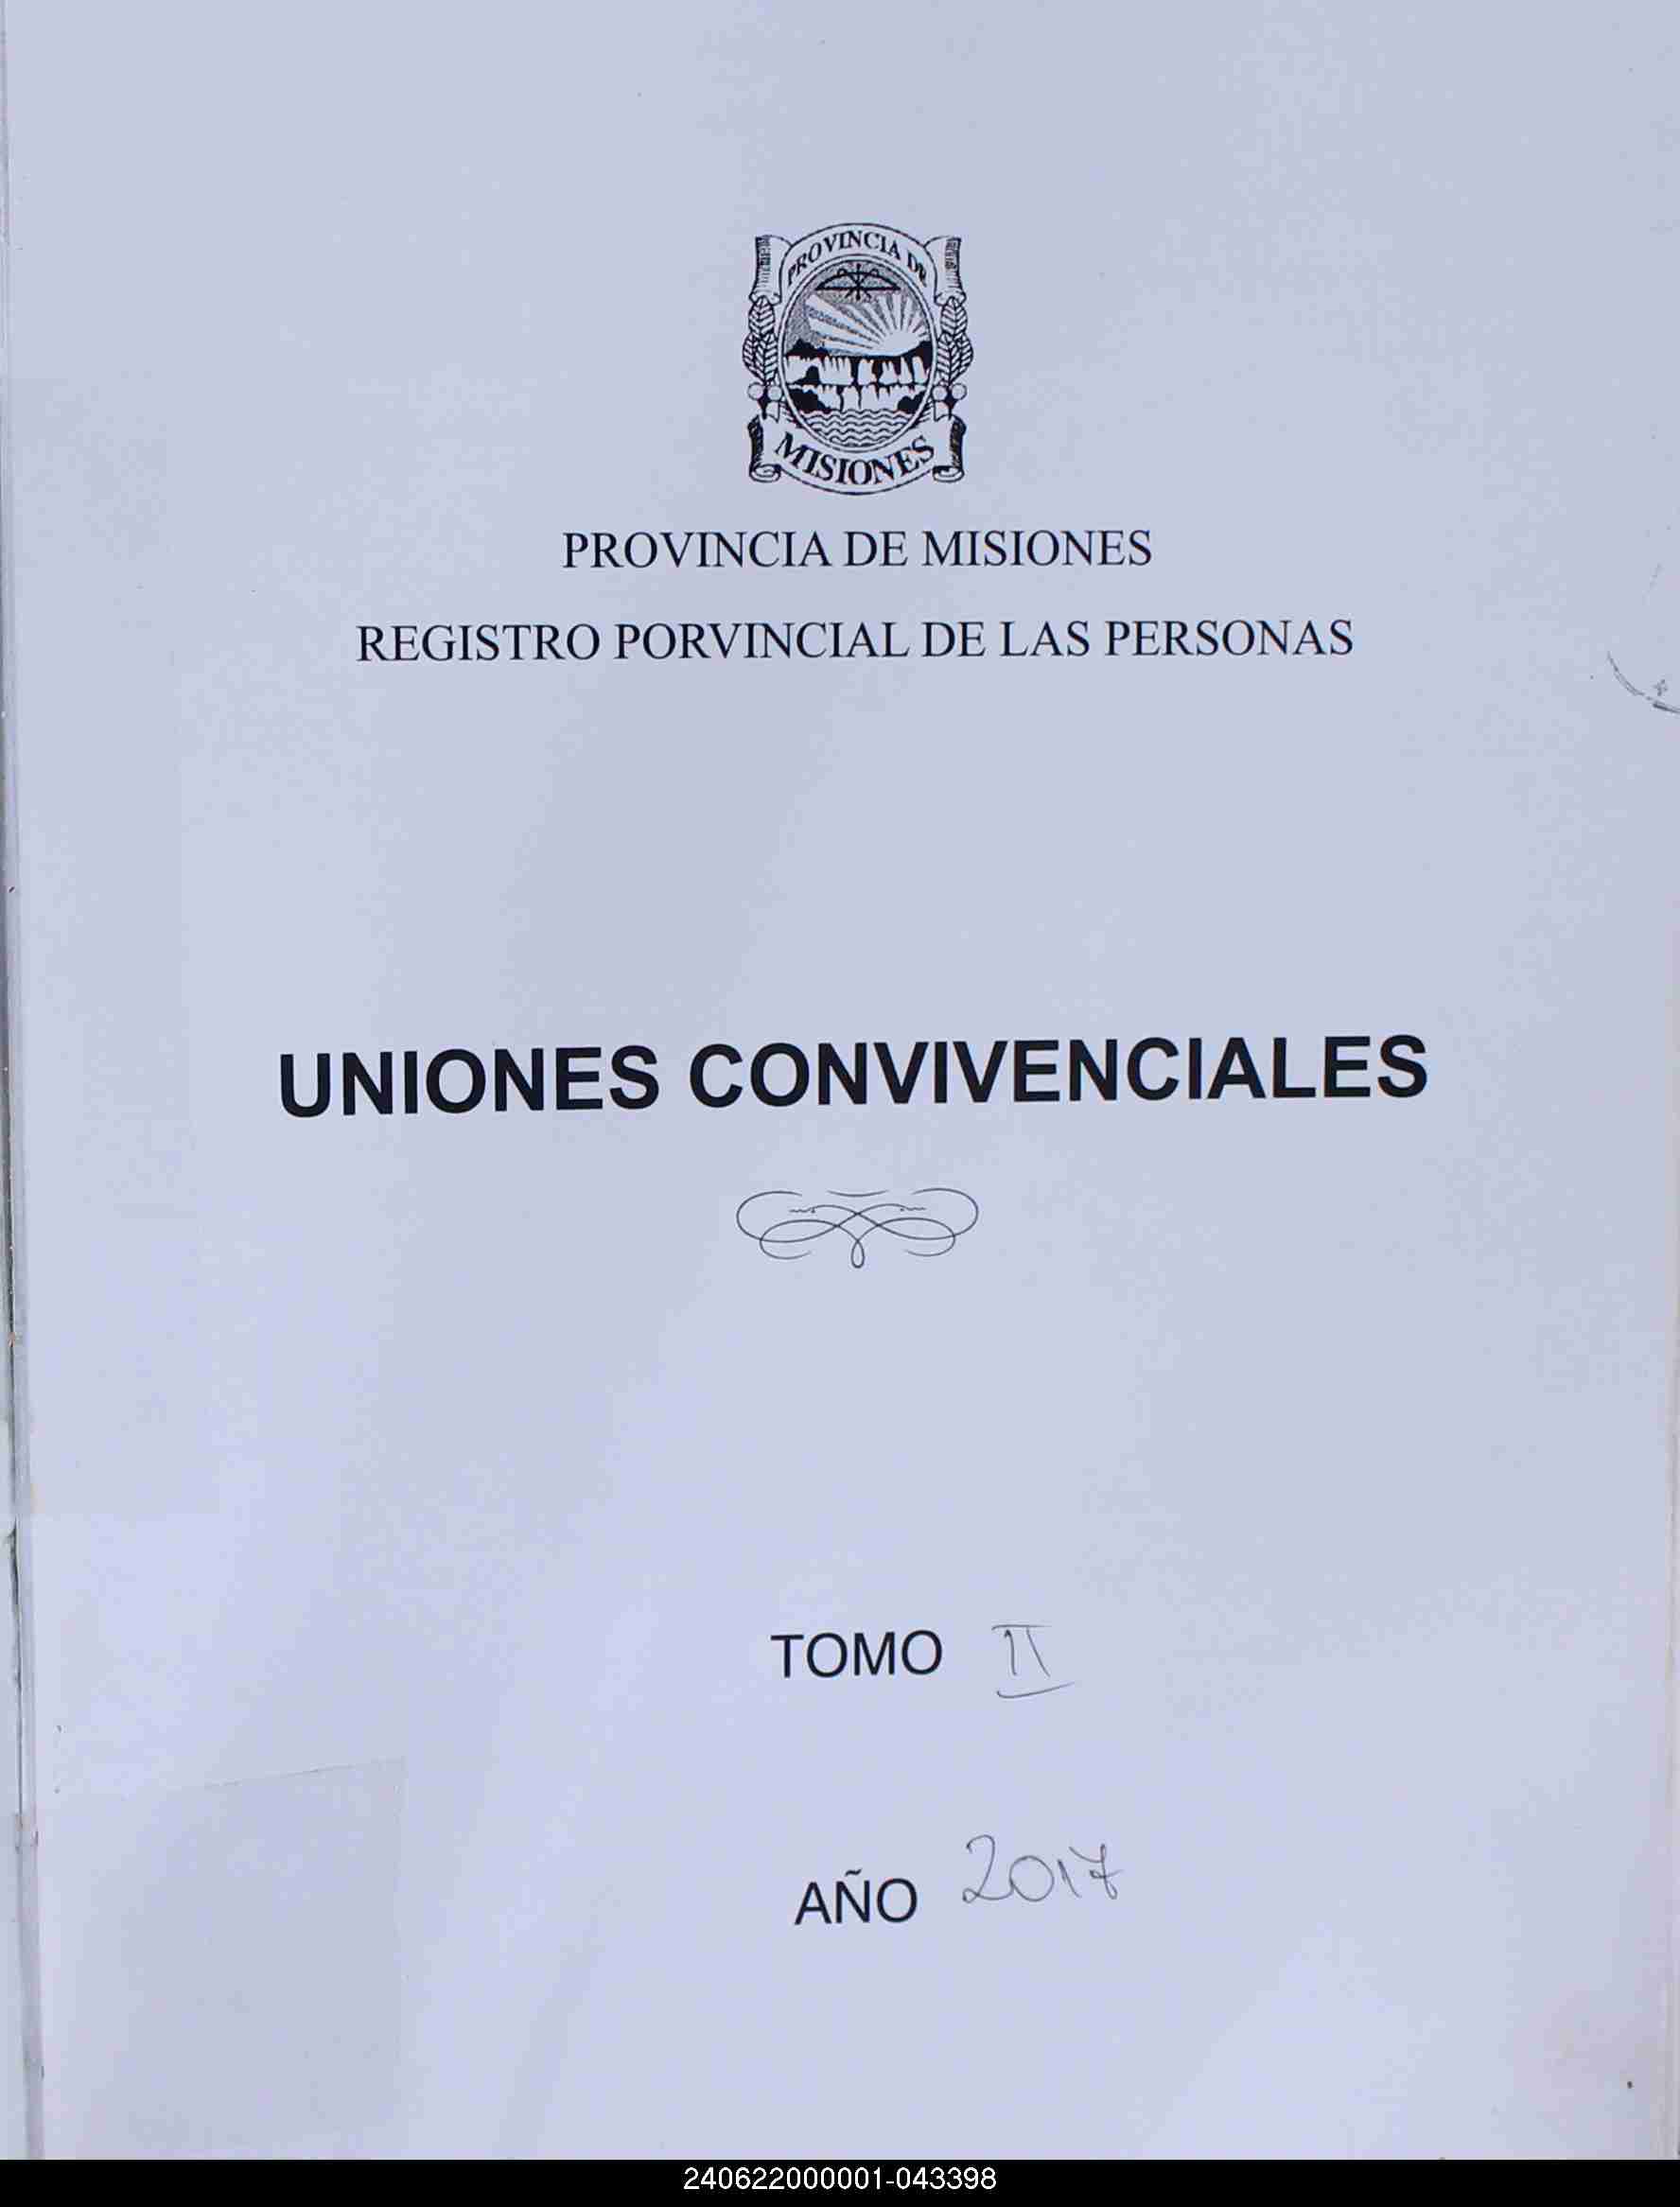 PROVINCIA DE
MISIONES
PROVINCIA DE MISIONES
REGISTRO PORVINCIAL DE LAS PERSONAS
UNIONES CONVIVENCIALES
TOMO II
AÑO 2017
240622000001-043398